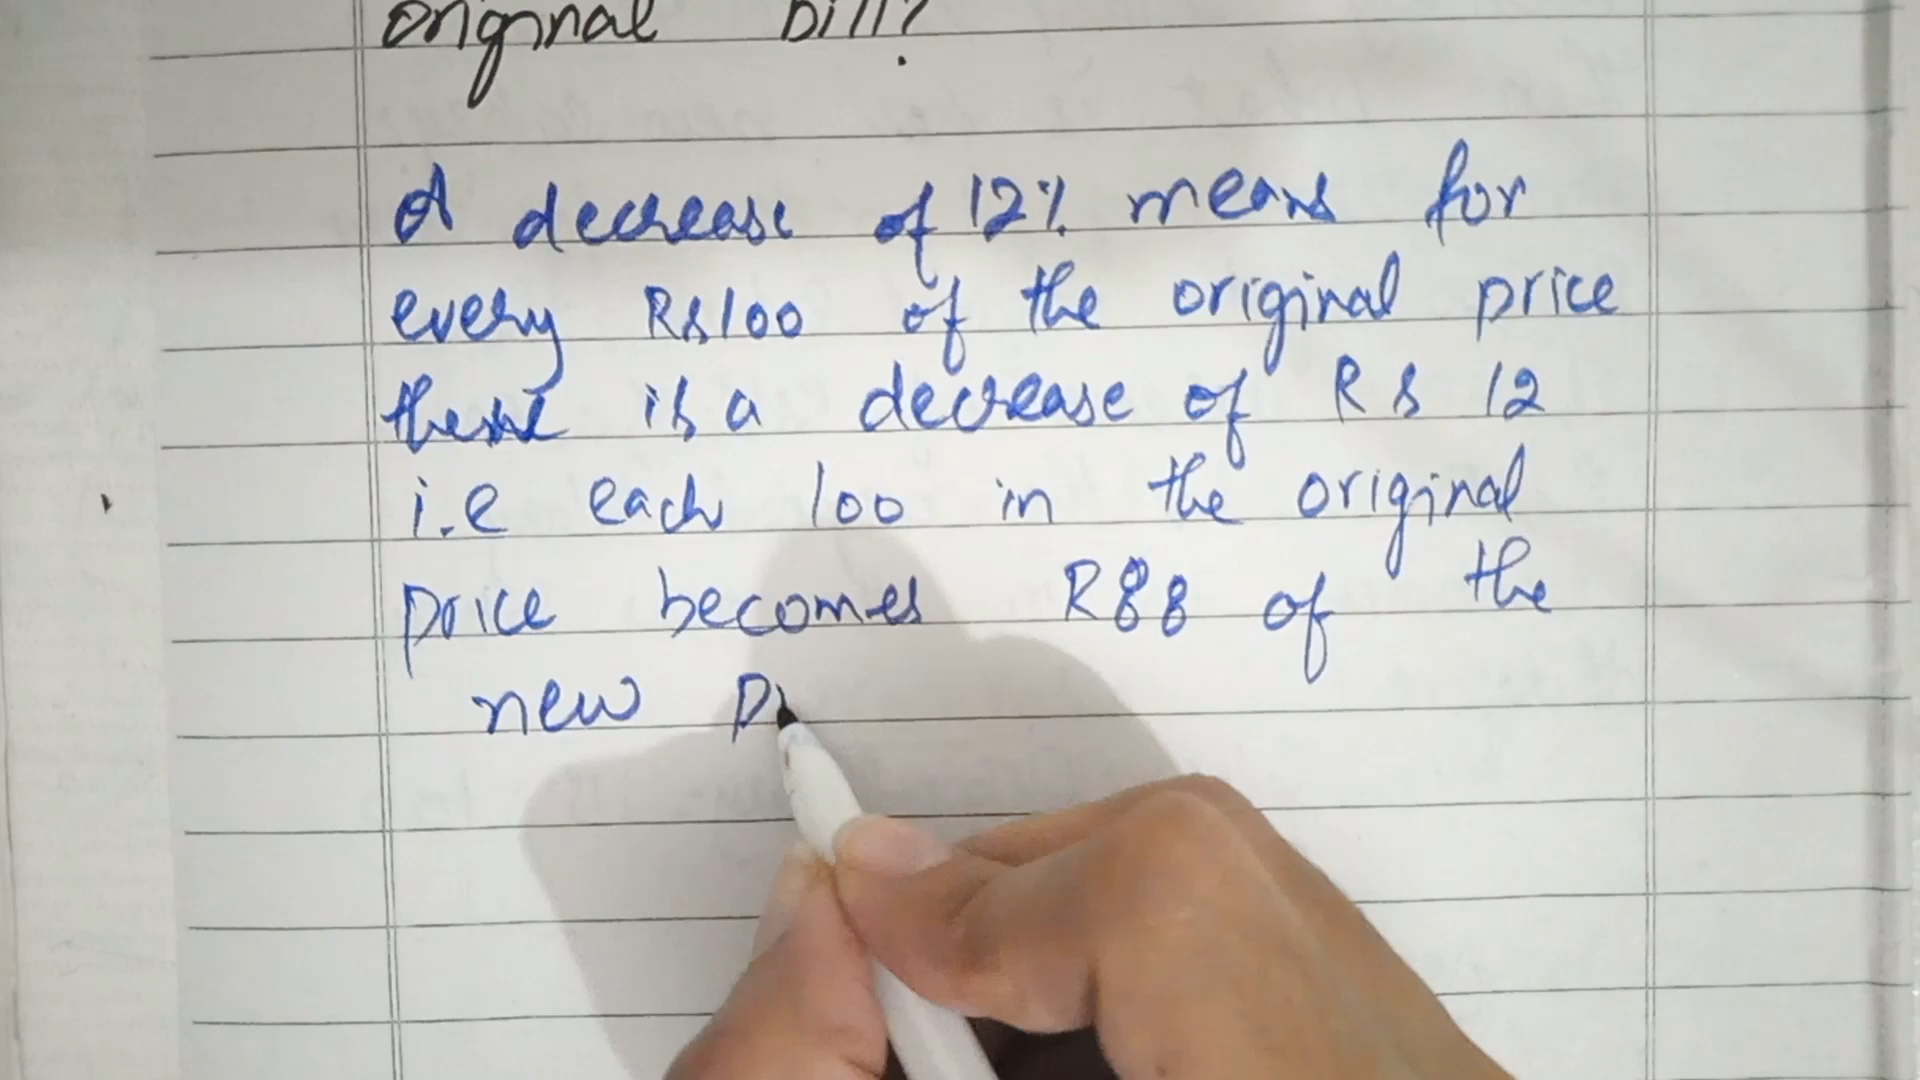 original bill?
A decrease of 12% means for
every Rs100 of the original price
there is a decrease of Rs 12
i.e each 100 in the original
price becomes R88 of the
new p